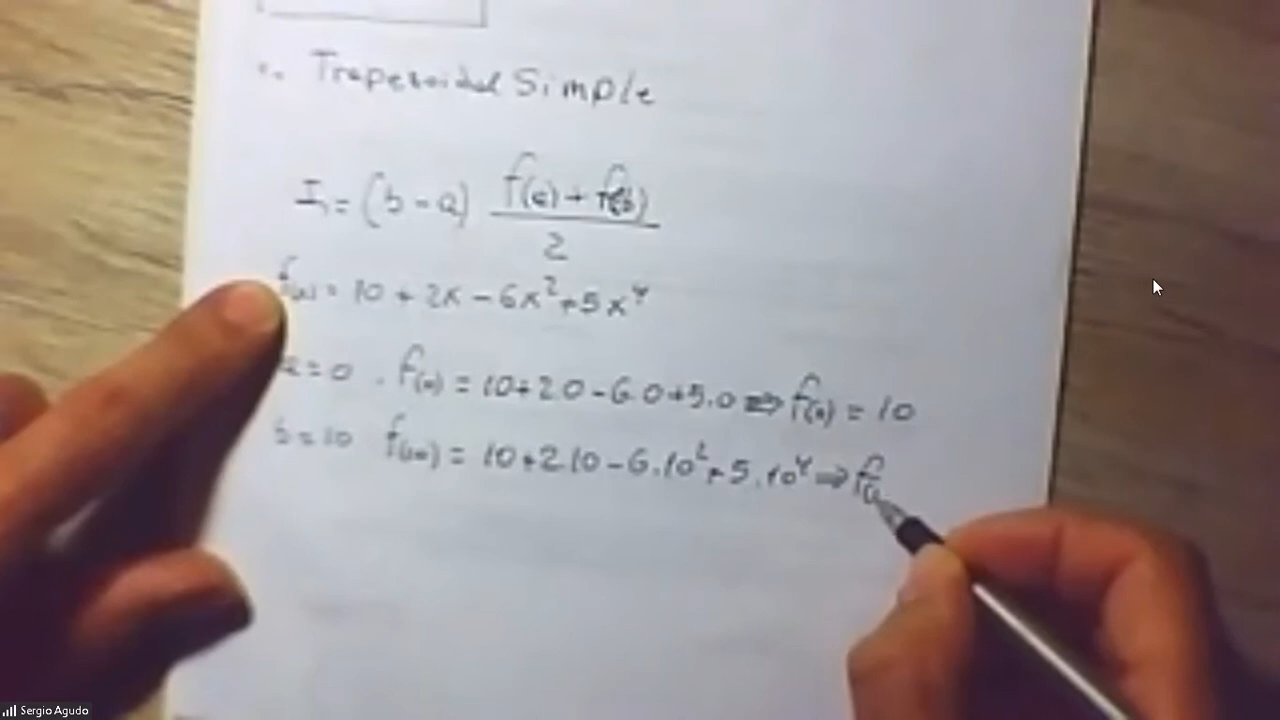 Trapezoidal Simple
I₁ = (b - a) f(a) + f(b) / 2
f(x) = 10 + 2x - 6x² + 5x⁴
a = 0 . f(0) = 10 + 2.0 - 6.0 + 5.0 ⇒ f(0) = 10
b = 10 f(10) = 10 + 2.10 - 6.10² + 5.10⁴ ⇒ f(
Sergio Agudo